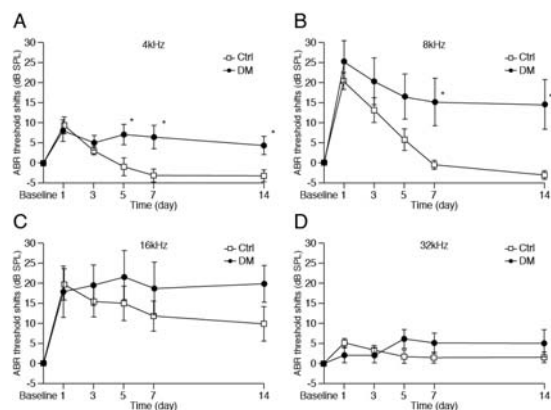 A
4kHz
Ctrl
DM
ABR threshold shifts (dB SPL)
30
25
20
15
10
5
0
-5
* * *
Baseline 1 3 5 7 14
Time (day)
B
8kHz
Ctrl
DM
ABR threshold shifts (dB SPL)
30
25
20
15
10
5
0
-5
* *
Baseline 1 3 5 7 14
Time (day)
C
16kHz
Ctrl
DM
ABR threshold shifts (dB SPL)
30
25
20
15
10
5
0
-5
Baseline 1 3 5 7 14
Time (day)
D
32kHz
Ctrl
DM
ABR threshold shifts (dB SPL)
30
25
20
15
10
5
0
-5
Baseline 1 3 5 7 14
Time (day)